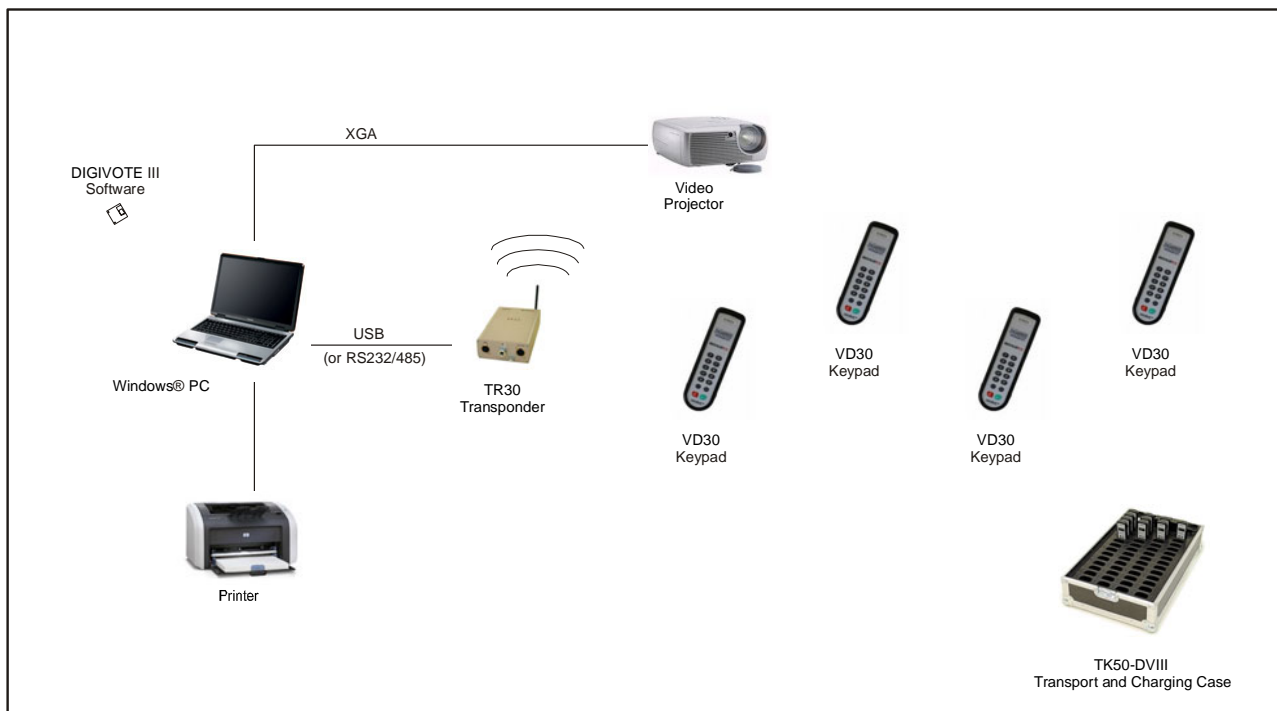 XGA
DIGIVOTE III
Software
Video
Projector
USB
(or RS232/485)
Windows® PC
TR30
Transponder
VD30
Keypad
VD30
Keypad
VD30
Keypad
VD30
Keypad
Printer
TK50-DVIII
Transport and Charging Case